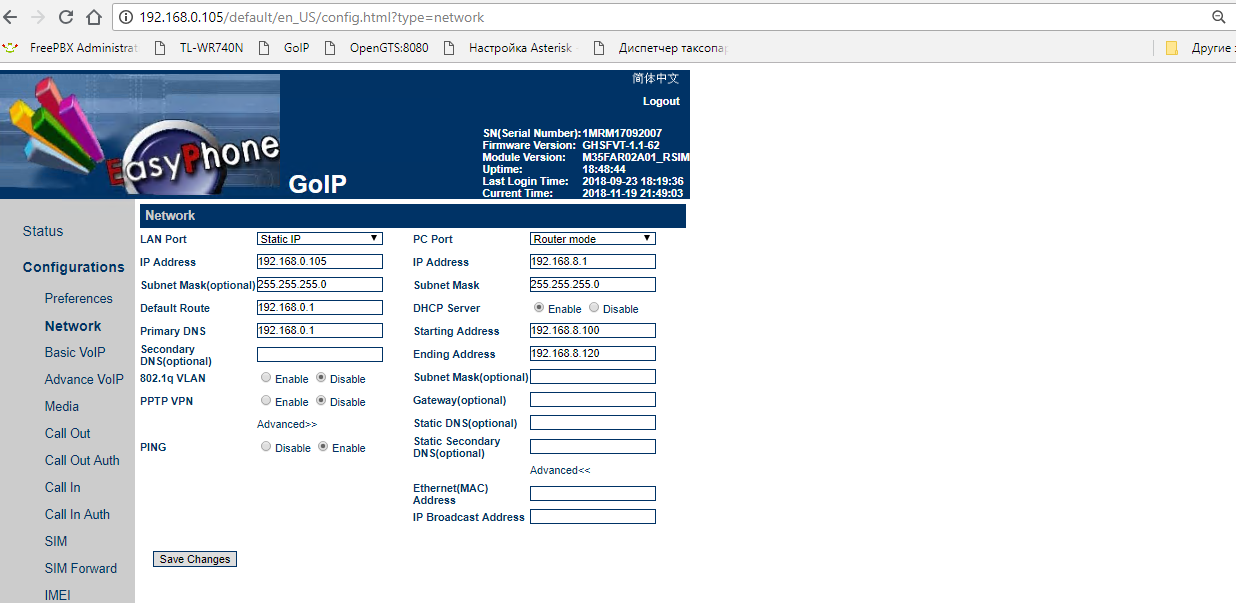 192.168.0.105/default/en_US/config.html?type=network
FreePBX Administrat TL-WR740N GoIP OpenGTS:8080 Настройка Asterisk Диспетчер таксопар Другие з
简体中文
Logout
EasyPhone
GoIP
SN(Serial Number): 1MRM17092007
Firmware Version: GHSFVT-1.1-62
Module Version: M35FAR02A01_RSIM
Uptime: 18:48:44
Last Login Time: 2018-09-23 18:19:36
Current Time: 2018-11-19 21:49:03
Status
Configurations
Preferences
Network
Basic VoIP
Advance VoIP
Media
Call Out
Call Out Auth
Call In
Call In Auth
SIM
SIM Forward
IMEI
Network
LAN Port Static IP
IP Address 192.168.0.105
Subnet Mask(optional) 255.255.255.0
Default Route 192.168.0.1
Primary DNS 192.168.0.1
Secondary
DNS(optional)
802.1q VLAN Enable Disable
PPTP VPN Enable Disable
Advanced>>
PING Disable Enable
PC Port Router mode
IP Address 192.168.8.1
Subnet Mask 255.255.255.0
DHCP Server Enable Disable
Starting Address 192.168.8.100
Ending Address 192.168.8.120
Subnet Mask(optional)
Gateway(optional)
Static DNS(optional)
Static Secondary
DNS(optional)
Advanced<<
Ethernet(MAC)
Address
IP Broadcast Address
Save Changes